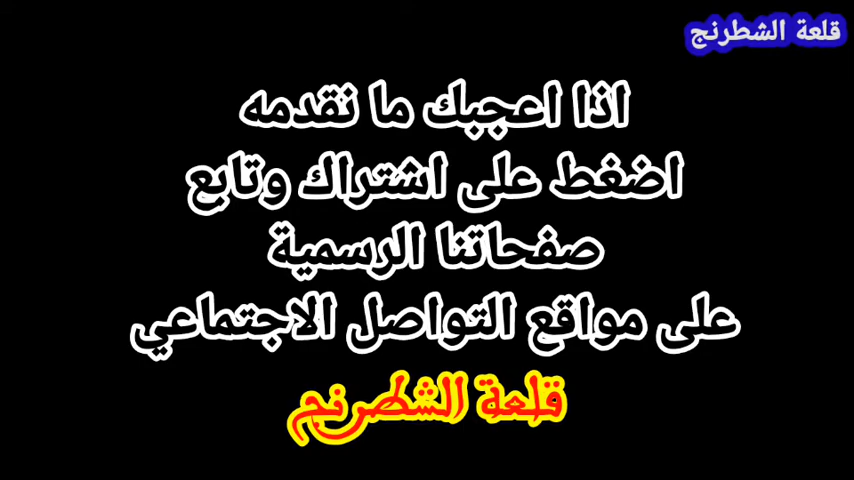 قلعة الشطرنج
اذا اعجبك ما نقدمه
اضغط على اشتراك وتابع
صفحاتنا الرسمية
على مواقع التواصل الاجتماعي
قلعة الشطرنج